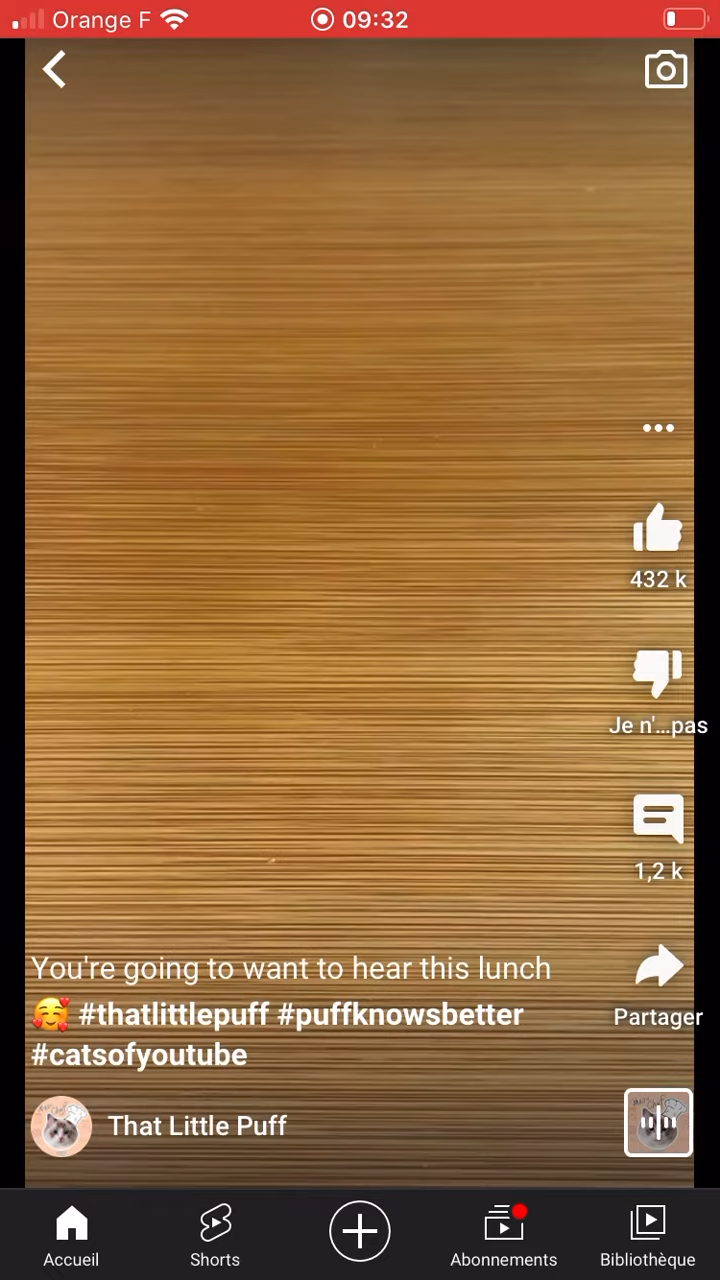 Orange F 09:32
432 k
Je n'...pas
1,2 k
Partager
You're going to want to hear this lunch
🥰 #thatlittlepuff #puffknowsbetter
#catsofyoutube
That Little Puff
Accueil Shorts Abonnements Bibliothèque